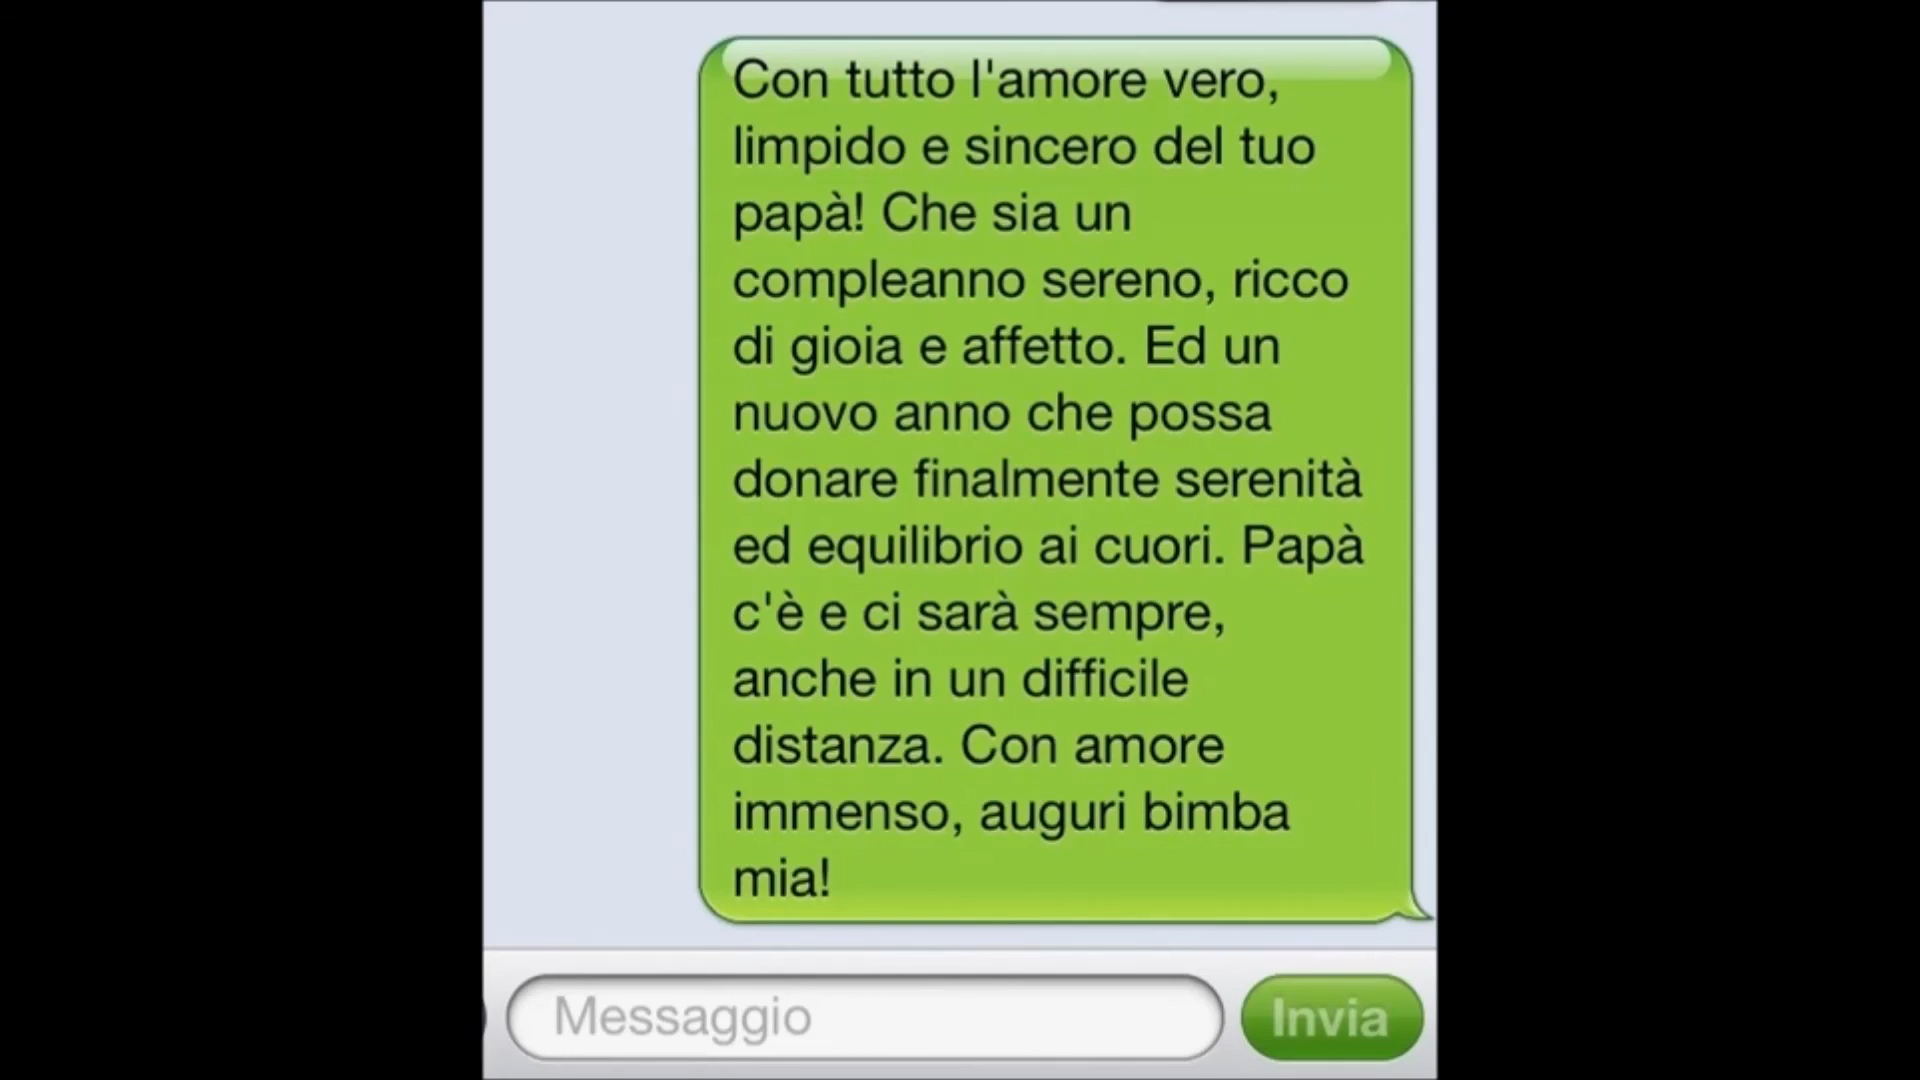 Con tutto l'amore vero,
limpido e sincero del tuo
papà! Che sia un
compleanno sereno, ricco
di gioia e affetto. Ed un
nuovo anno che possa
donare finalmente serenità
ed equilibrio ai cuori. Papà
c'è e ci sarà sempre,
anche in un difficile
distanza. Con amore
immenso, auguri bimba
mia!
Messaggio
Invia